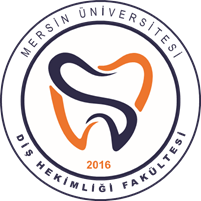 MERSİN ÜNİVERSİTESİ
2016
DİŞ HEKİMLİĞİ FAKÜLTESİ